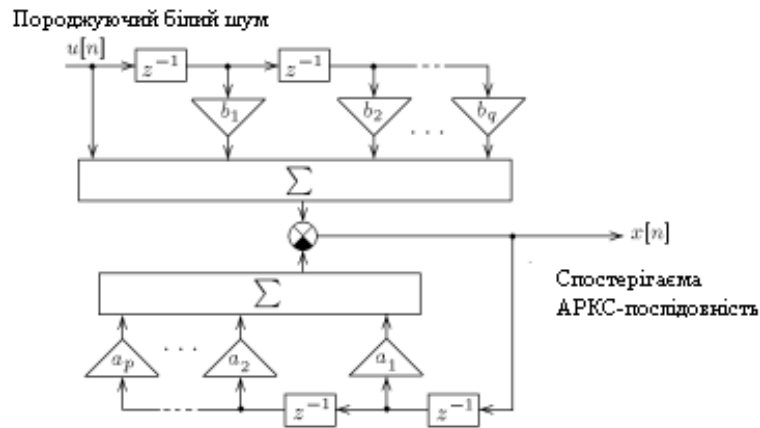 Породжуючий білий шум
u[n]
z⁻¹ z⁻¹
b₁ b₂ . . . b_q
∑
x[n]
Спостерігаєма
АРКС-послідовність
∑
a_p . . . a₂ a₁
z⁻¹ z⁻¹